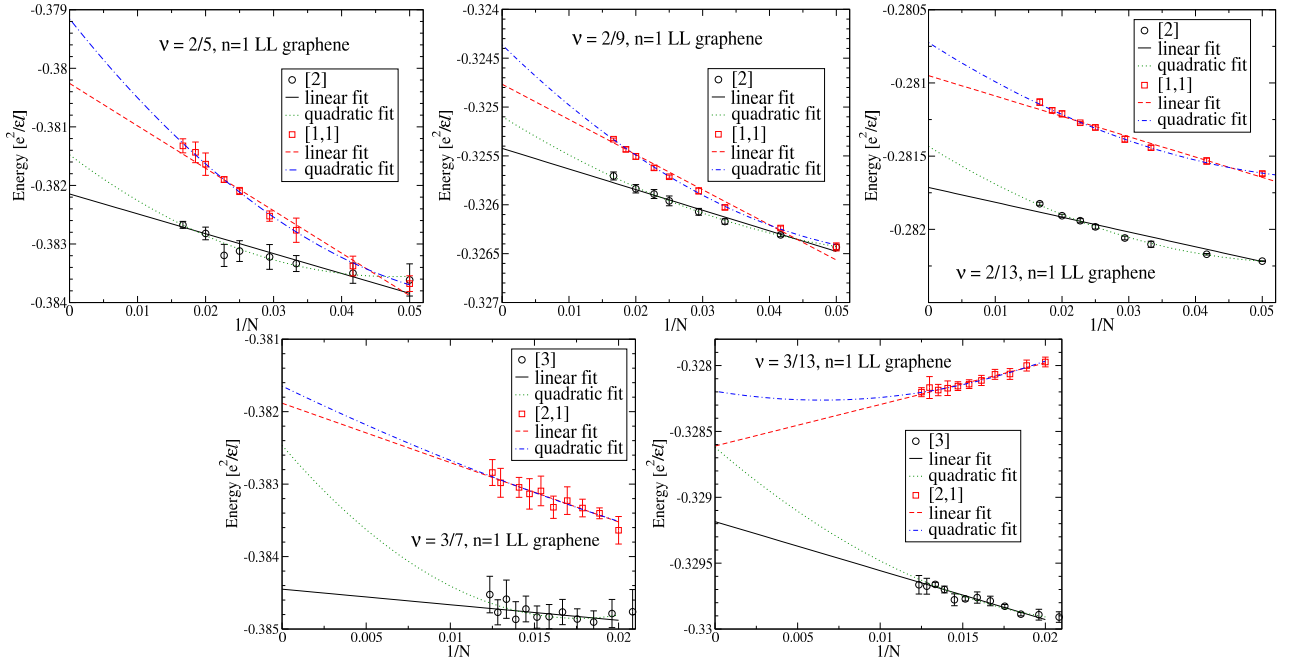 -0.379
-0.38
-0.381
-0.382
-0.383
-0.384
Energy [e²/εl]
ν = 2/5, n=1 LL graphene
[2]
linear fit
quadratic fit
[1,1]
linear fit
quadratic fit
0
0.01
0.02
0.03
0.04
0.05
1/N
-0.324
-0.3245
-0.325
-0.3255
-0.326
-0.3265
-0.327
Energy [e²/εl]
ν = 2/9, n=1 LL graphene
[2]
linear fit
quadratic fit
[1,1]
linear fit
quadratic fit
0
0.01
0.02
0.03
0.04
0.05
1/N
-0.2805
-0.281
-0.2815
-0.282
Energy [e²/εl]
[2]
linear fit
quadratic fit
[1,1]
linear fit
quadratic fit
ν = 2/13, n=1 LL graphene
0
0.01
0.02
0.03
0.04
0.05
1/N
-0.381
-0.382
-0.383
-0.384
-0.385
Energy [e²/εl]
[3]
linear fit
quadratic fit
[2,1]
linear fit
quadratic fit
ν = 3/7, n=1 LL graphene
0
0.005
0.01
0.015
0.02
1/N
-0.328
-0.3285
-0.329
-0.3295
-0.33
Energy [e²/εl]
ν = 3/13, n=1 LL graphene
[3]
linear fit
quadratic fit
[2,1]
linear fit
quadratic fit
0.000
0.005
0.01
0.015
0.02
1/N